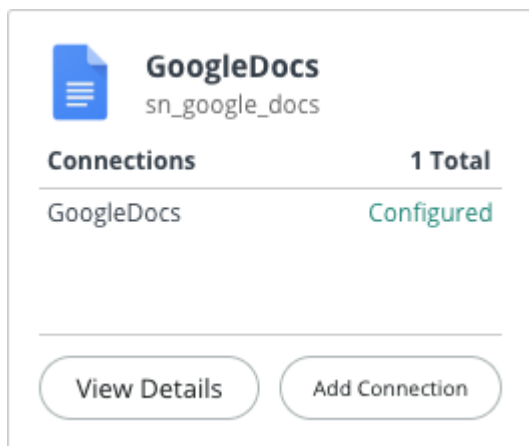 GoogleDocs
sn_google_docs
Connections 1 Total
GoogleDocs Configured
View Details Add Connection